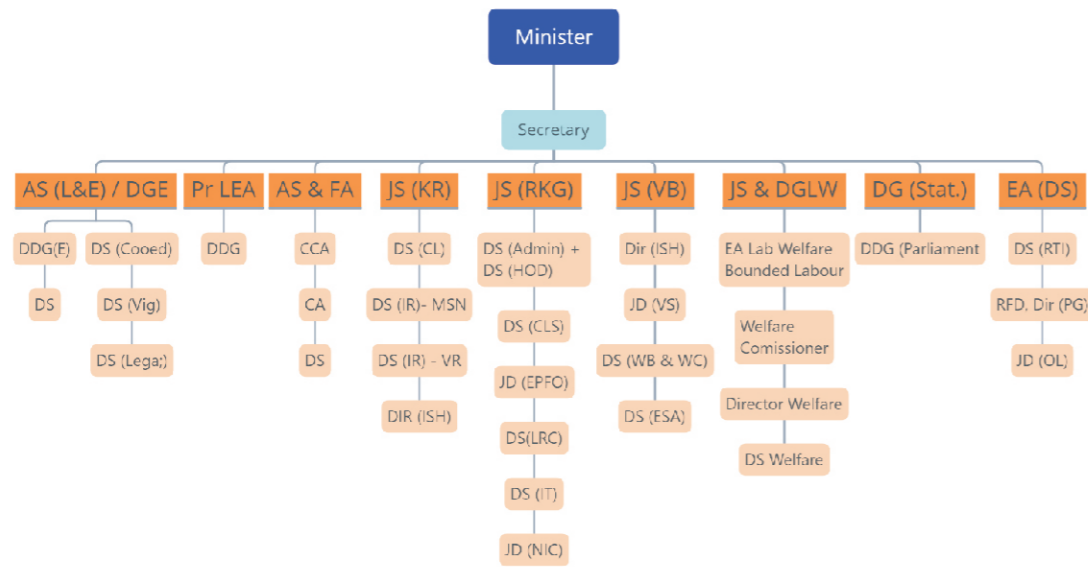 Minister
Secretary
AS (L&E) / DGE
Pr LEA
AS & FA
JS (KR)
JS (RKG)
JS (VB)
JS & DGLW
DG (Stat.)
EA (DS)
DDG(E)
DS (Cooed)
DDG
CCA
DS (CL)
DS (Admin) +
DS (HOD)
Dir (ISH)
EA Lab Welfare
Bounded Labour
DDG (Parliament
DS (RTI)
DS
DS (Vig)
CA
DS (IR)- MSN
DS (CLS)
JD (VS)
Welfare
Comissioner
RFD, Dir (PG)
DS (Lega;)
DS
DS (IR) - VR
JD (EPFO)
DS (WB & WC)
Director Welfare
JD (OL)
DIR (ISH)
DS(LRC)
DS (ESA)
DS Welfare
DS (IT)
JD (NIC)